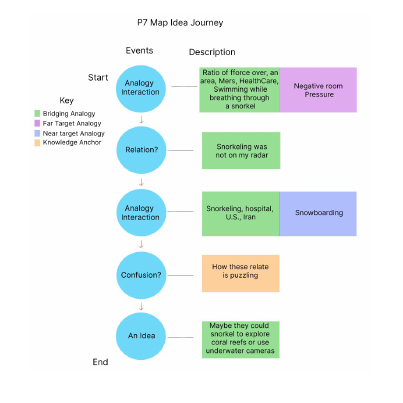 P7 Map Idea Journey
Events
Description
Start
Analogy
Interaction
Ratio of fforce over, an
area, Mers, HealthCare,
Swimming while
breathing through
a snorkel
Negative room
Pressure
Key
Bridging Analogy
Far Target Analogy
Near target Analogy
Knowledge Anchor
Relation?
Snorkeling was
not on my radar
Analogy
Interaction
Snorkeling, hospital,
U.S., Iran
Snowboarding
Confusion?
How these relate
is puzzling
An Idea
Maybe they could
snorkel to explore
coral reefs or use
underwater cameras
End